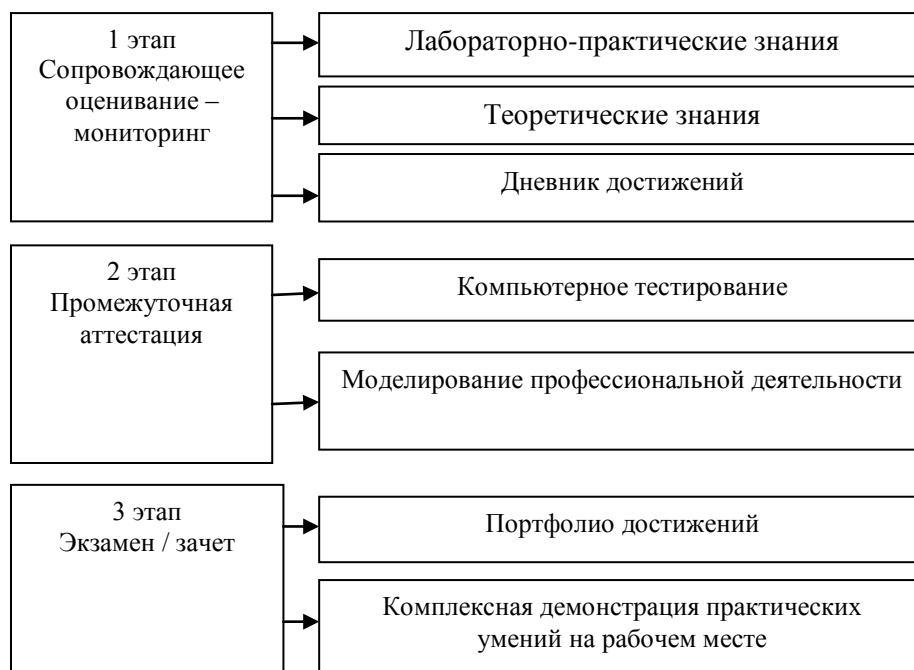 1 этап
Сопровождающее
оценивание –
мониторинг
Лабораторно-практические знания
Теоретические знания
Дневник достижений
2 этап
Промежуточная
аттестация
Компьютерное тестирование
Моделирование профессиональной деятельности
3 этап
Экзамен / зачет
Портфолио достижений
Комплексная демонстрация практических
умений на рабочем месте